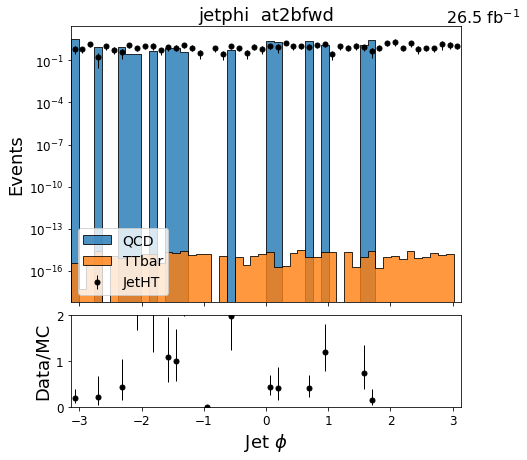 jetphi at2bfwd
26.5 fb⁻¹
Events
10⁻¹
10⁻⁴
10⁻⁷
10⁻¹⁰
10⁻¹³
10⁻¹⁶
QCD
TTbar
JetHT
Data/MC
2
1
0
−3 −2 −1 0 1 2 3
Jet ϕ